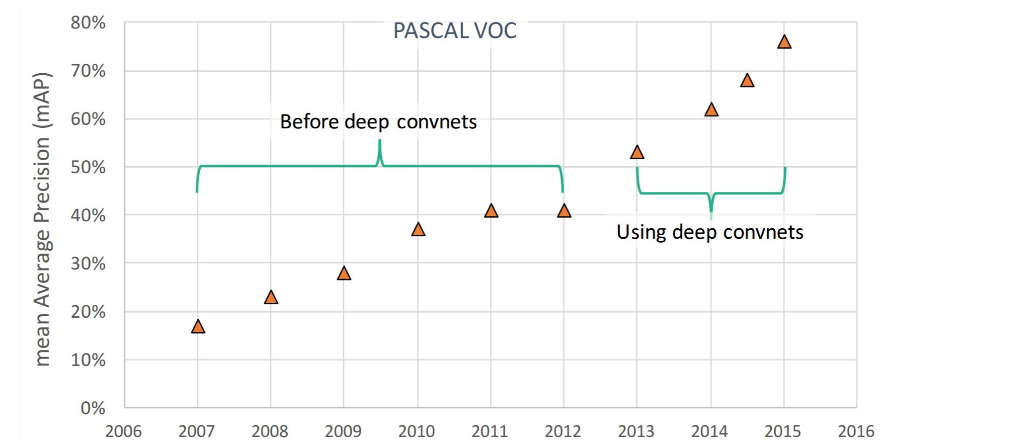 PASCAL VOC
mean Average Precision (mAP)
80%
70%
60%
50%
40%
30%
20%
10%
0%
Before deep convnets
Using deep convnets
2006 2007 2008 2009 2010 2011 2012 2013 2014 2015 2016